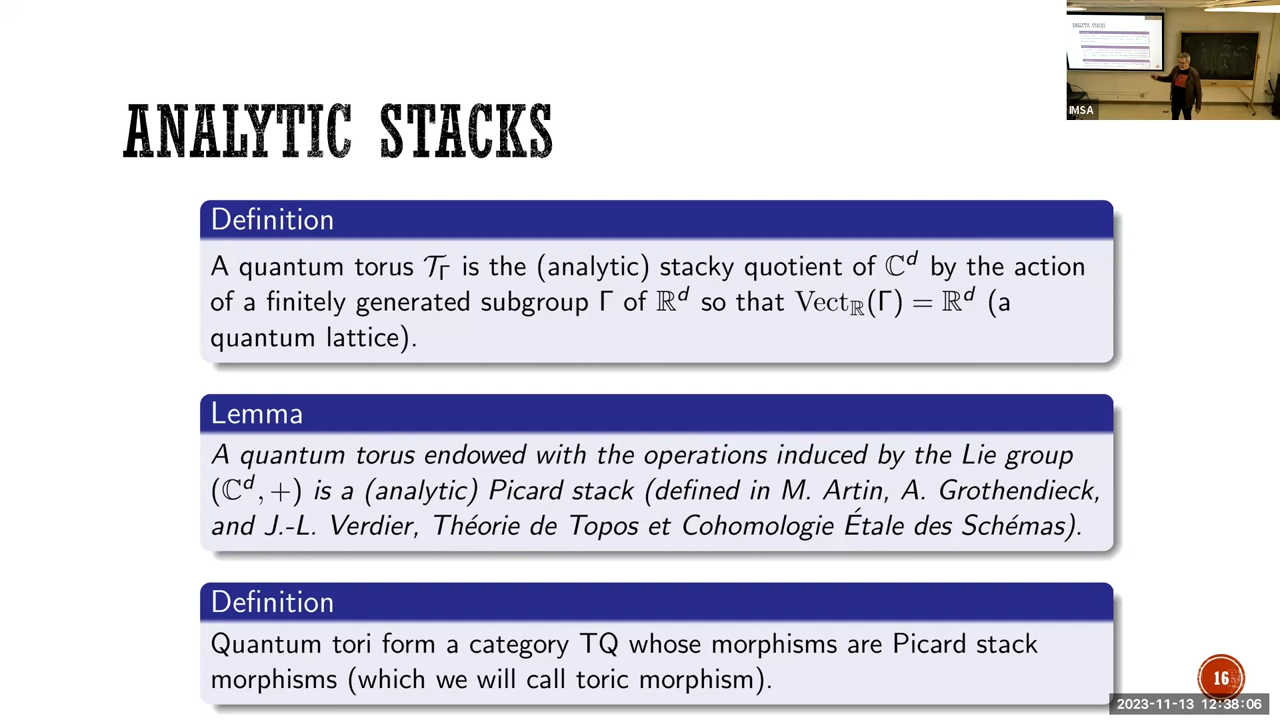 ANALYTIC STACKS
IMSA
ANALYTIC STACKS
Definition
A quantum torus 𝒯_Γ is the (analytic) stacky quotient of ℂ^d by the action
of a finitely generated subgroup Γ of ℝ^d so that Vect_ℝ(Γ) = ℝ^d (a
quantum lattice).
Lemma
A quantum torus endowed with the operations induced by the Lie group
(ℂ^d, +) is a (analytic) Picard stack (defined in M. Artin, A. Grothendieck,
and J.-L. Verdier, Théorie de Topos et Cohomologie Étale des Schémas).
Definition
Quantum tori form a category TQ whose morphisms are Picard stack
morphisms (which we will call toric morphism).
16
2023-11-13 12:38:06